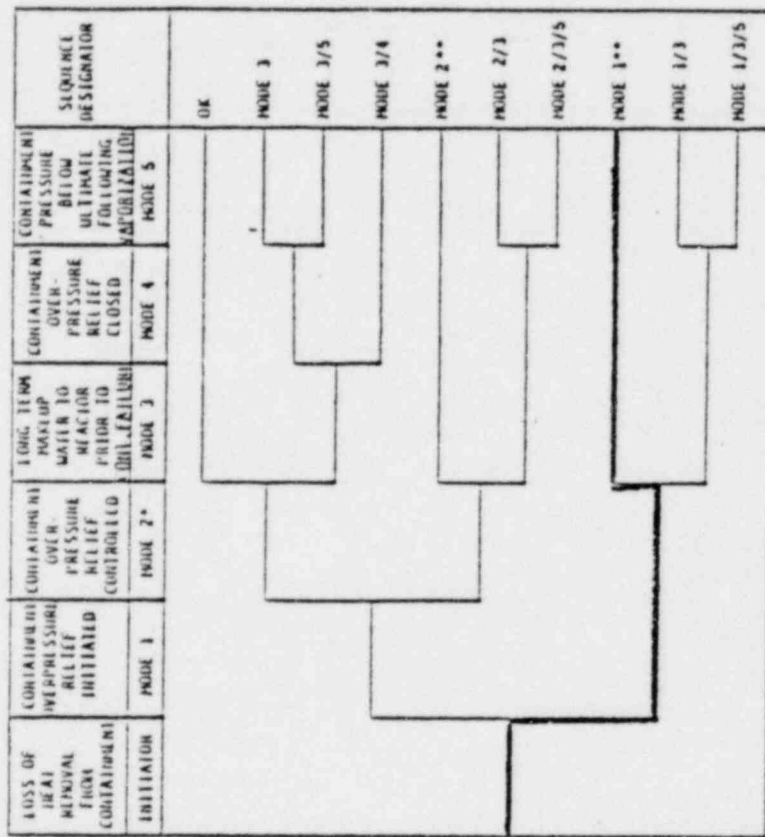 LOSS OF
HEAT
REMOVAL
FROM
CONTAINMENT
INITIATOR
CONTAINMENT
OVERPRESSURE
RELIEF
INITIATED
MODE 1
CONTAINMENT
OVER-
PRESSURE
RELIEF
CONTROLLED
MODE 2*
LONG TERM
MAKEUP
WATER TO
REACTOR
PRIOR TO
CONT.FAILURE
MODE 3
CONTAINMENT
OVER-
PRESSURE
RELIEF
CLOSED
MODE 4
CONTAINMENT
PRESSURE
BELOW
ULTIMATE
FOLLOWING
VAPORIZATION
MODE 5
SEQUENCE
DESIGNATOR
OK
MODE 3
MODE 3/5
MODE 3/4
MODE 2**
MODE 2/3
MODE 2/3/5
MODE 1**
MODE 1/3
MODE 1/3/5